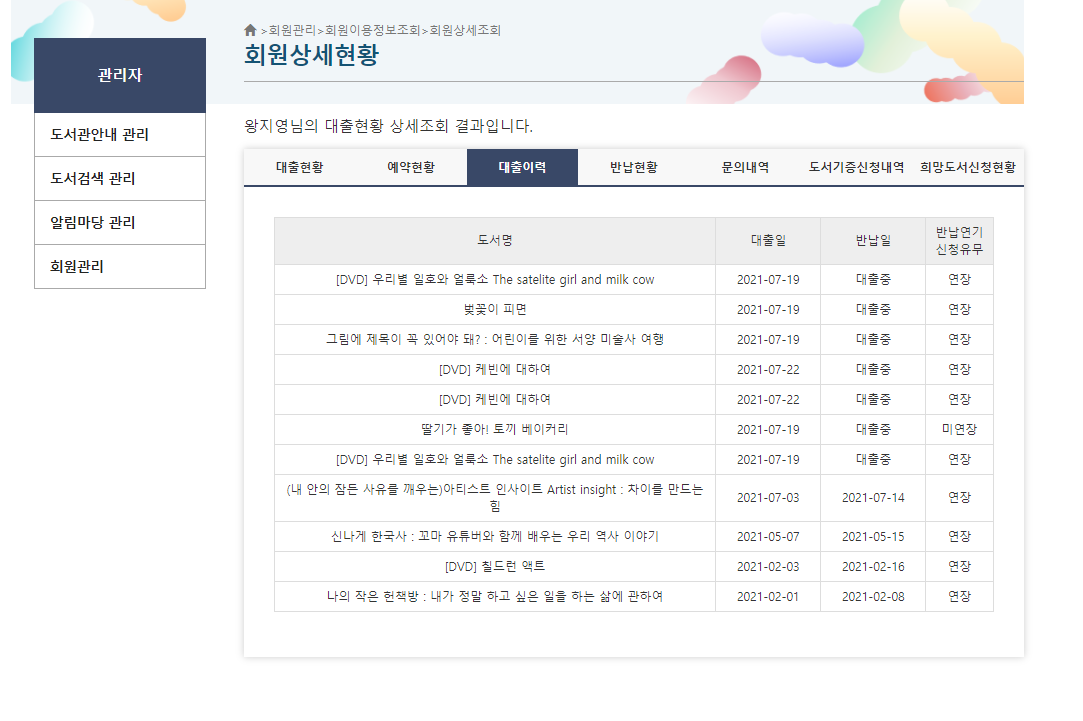 >회원관리>회원이용정보조회>회원상세조회
회원상세현황
관리자
도서관안내 관리
도서검색 관리
알림마당 관리
회원관리
왕지영님의 대출현황 상세조회 결과입니다.
대출현황 예약현황 대출이력 반납현황 문의내역 도서기증신청내역 희망도서신청현황
도서명 대출일 반납일 반납연기
신청유무
[DVD] 우리별 일호와 얼룩소 The satelite girl and milk cow 2021-07-19 대출중 연장
벚꽃이 피면 2021-07-19 대출중 연장
그림에 제목이 꼭 있어야 돼? : 어린이를 위한 서양 미술사 여행 2021-07-19 대출중 연장
[DVD] 케빈에 대하여 2021-07-22 대출중 연장
[DVD] 케빈에 대하여 2021-07-22 대출중 연장
딸기가 좋아! 토끼 베이커리 2021-07-19 대출중 미연장
[DVD] 우리별 일호와 얼룩소 The satelite girl and milk cow 2021-07-19 대출중 연장
(내 안의 잠든 사유를 깨우는)아티스트 인사이트 Artist insight : 차이를 만드는
힘 2021-07-03 2021-07-14 연장
신나게 한국사 : 꼬마 유튜버와 함께 배우는 우리 역사 이야기 2021-05-07 2021-05-15 연장
[DVD] 칠드런 액트 2021-02-03 2021-02-16 연장
나의 작은 헌책방 : 내가 정말 하고 싶은 일을 하는 삶에 관하여 2021-02-01 2021-02-08 연장